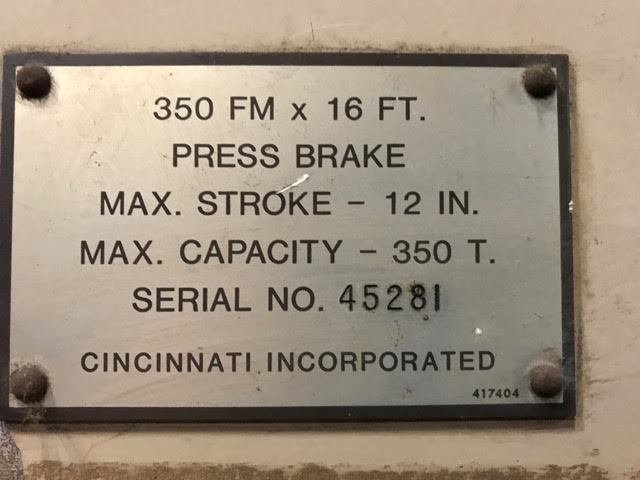 350 FM x 16 FT.
PRESS BRAKE
MAX. STROKE – 12 IN.
MAX. CAPACITY – 350 T.
SERIAL NO. 45281
CINCINNATI INCORPORATED
417404